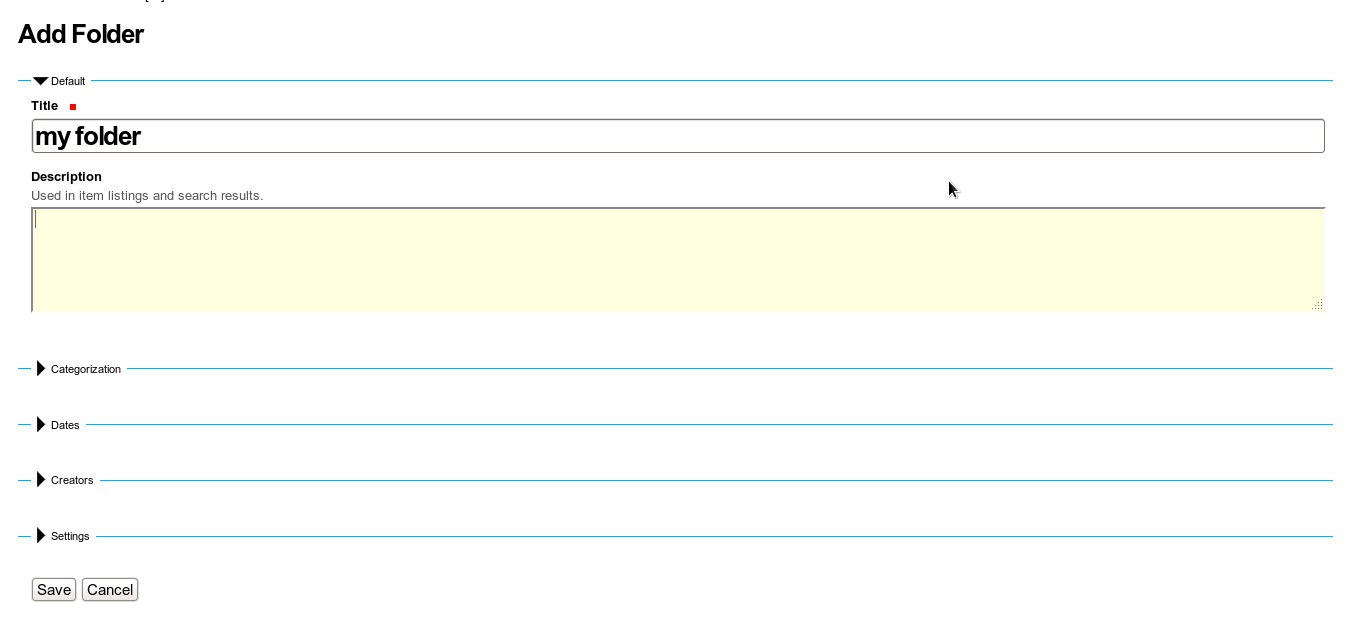 Add Folder
Default
Title
my folder
Description
Used in item listings and search results.
Categorization
Dates
Creators
Settings
Save Cancel